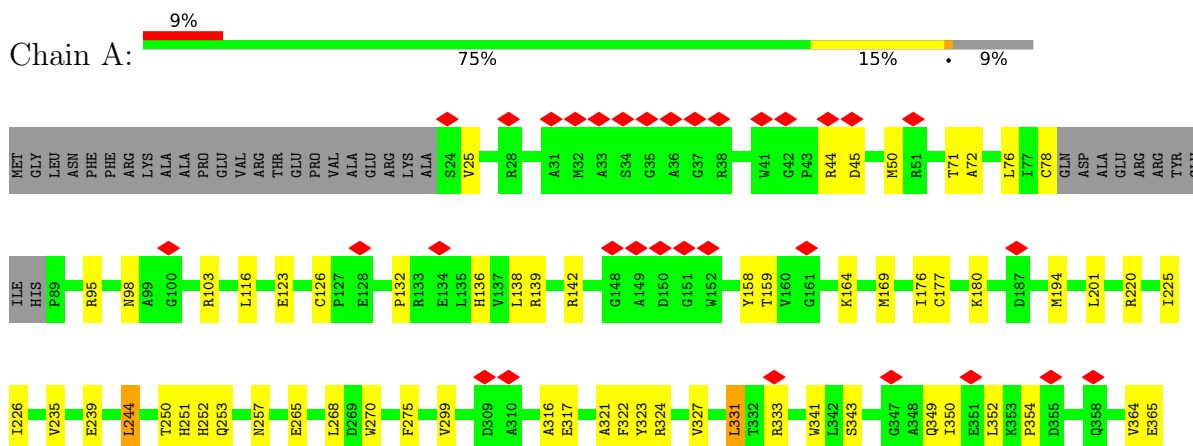 9%
Chain A:
75% 15% • 9%
MET GLY LEU ASN PHE PHE ARG LYS ALA ALA PRO GLU VAL ARG THR GLU PRO VAL ALA GLU ARG LYS ALA S24 V25 R28 A31 M32 A33 S34 G35 A36 G37 R38 W41 G42 P43 R44 D45 M50 R51 T71 A72 L76 I77 C78 GLN ASP ALA GLU ARG ARG TYR
ILE HIS P89 R95 N98 A99 G100 R103 L116 E123 C126 P127 E128 P132 R133 E134 L135 H136 V137 L138 R139 R142 G148 A149 D150 G151 W152 Y158 T159 V160 G161 K164 M169 I176 C177 K180 D187 M194 L201 R220 I225
I226 V235 E239 L244 T250 H251 H252 Q253 N257 E265 L268 D269 W270 F275 V299 D309 A310 A316 E317 A321 F322 Y323 R324 V327 L331 T332 R333 W341 L342 S343 G347 A348 Q349 I350 E351 L352 K353 P354 D355 Q358 V364 E365